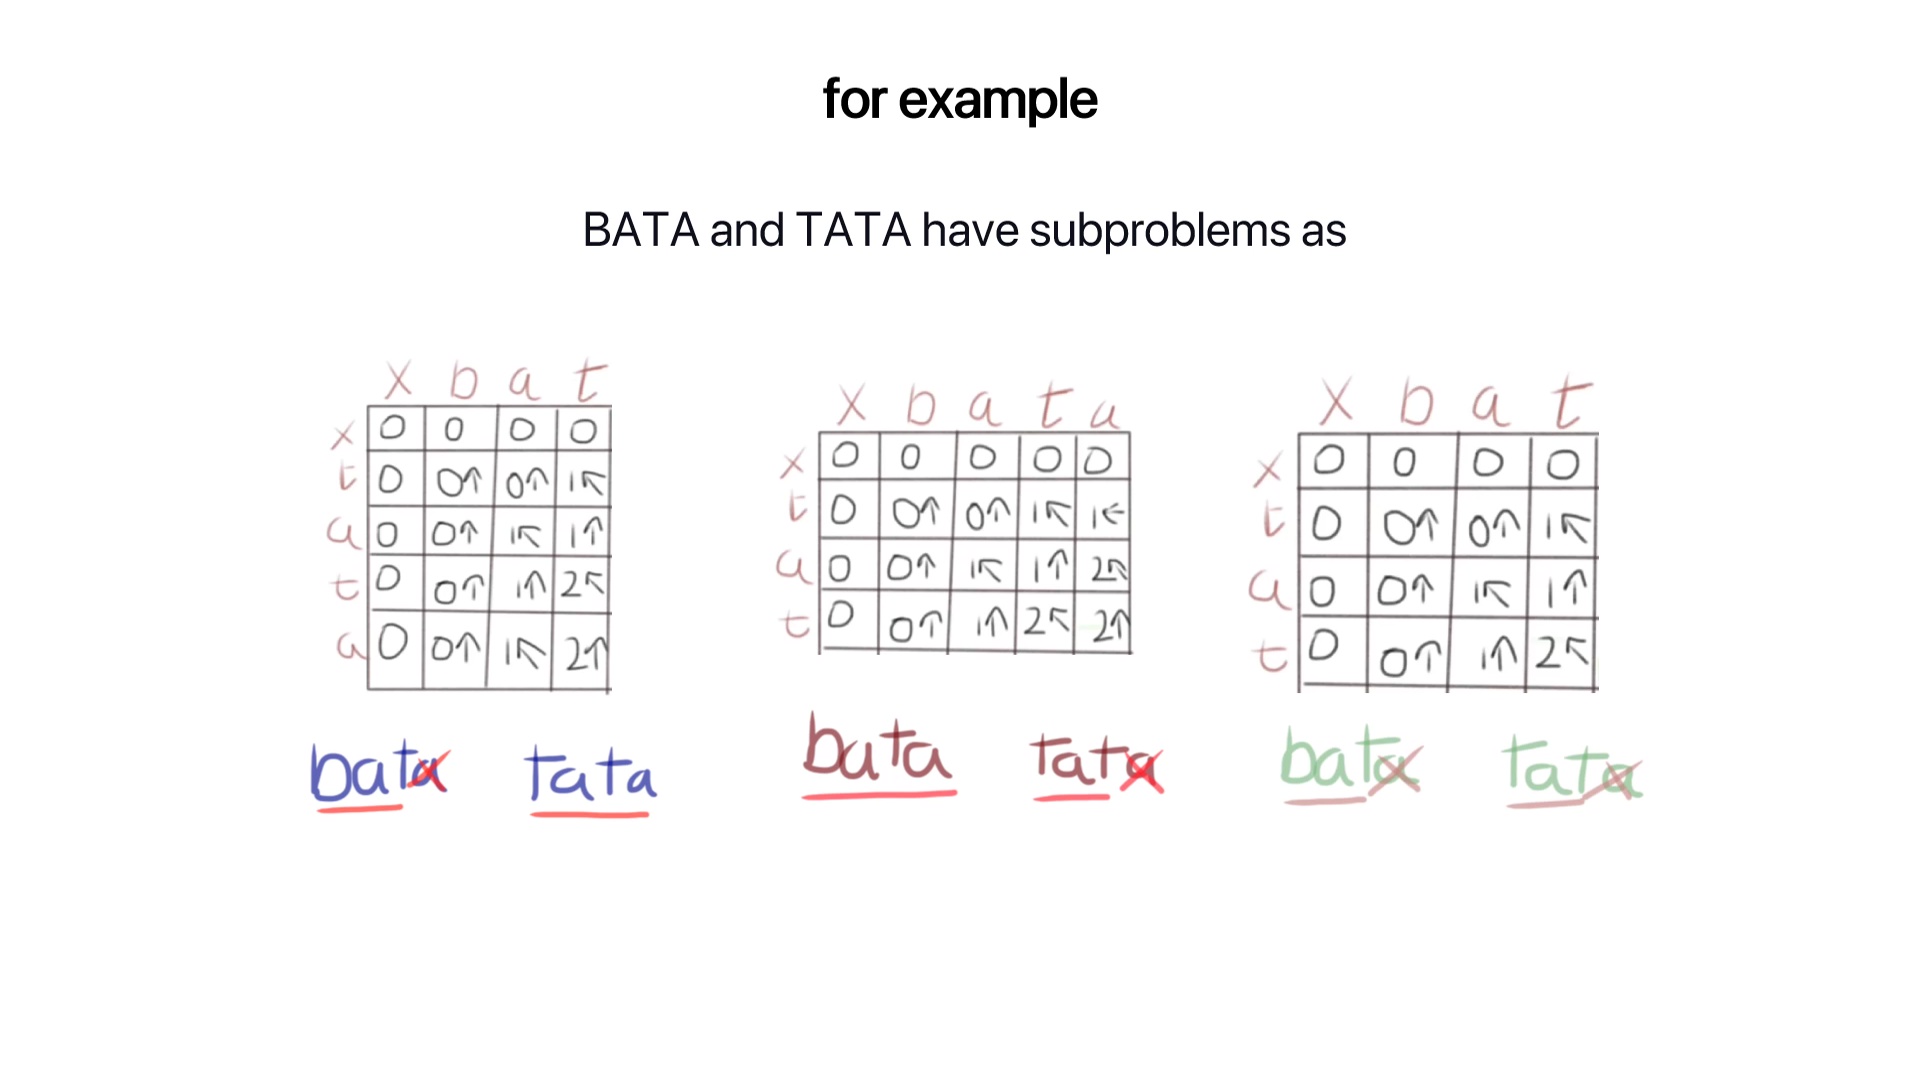 for example
BATA and TATA have subproblems as
x b a t
x 0 0 0 0
t 0 0↑ 0↑ 1↖
a 0 0↑ 1↖ 1↑
t 0 0↑ 1↑ 2↖
a 0 0↑ 1↖ 2↑
bata tata
x b a t a
x 0 0 0 0 0
t 0 0↑ 0↑ 1↖ 1←
a 0 0↑ 1↖ 1↑ 2↖
t 0 0↑ 1↑ 2↖ 2↑
bata tata
x b a t
x 0 0 0 0
t 0 0↑ 0↑ 1↖
a 0 0↑ 1↖ 1↑
t 0 0↑ 1↑ 2↖
bata tata